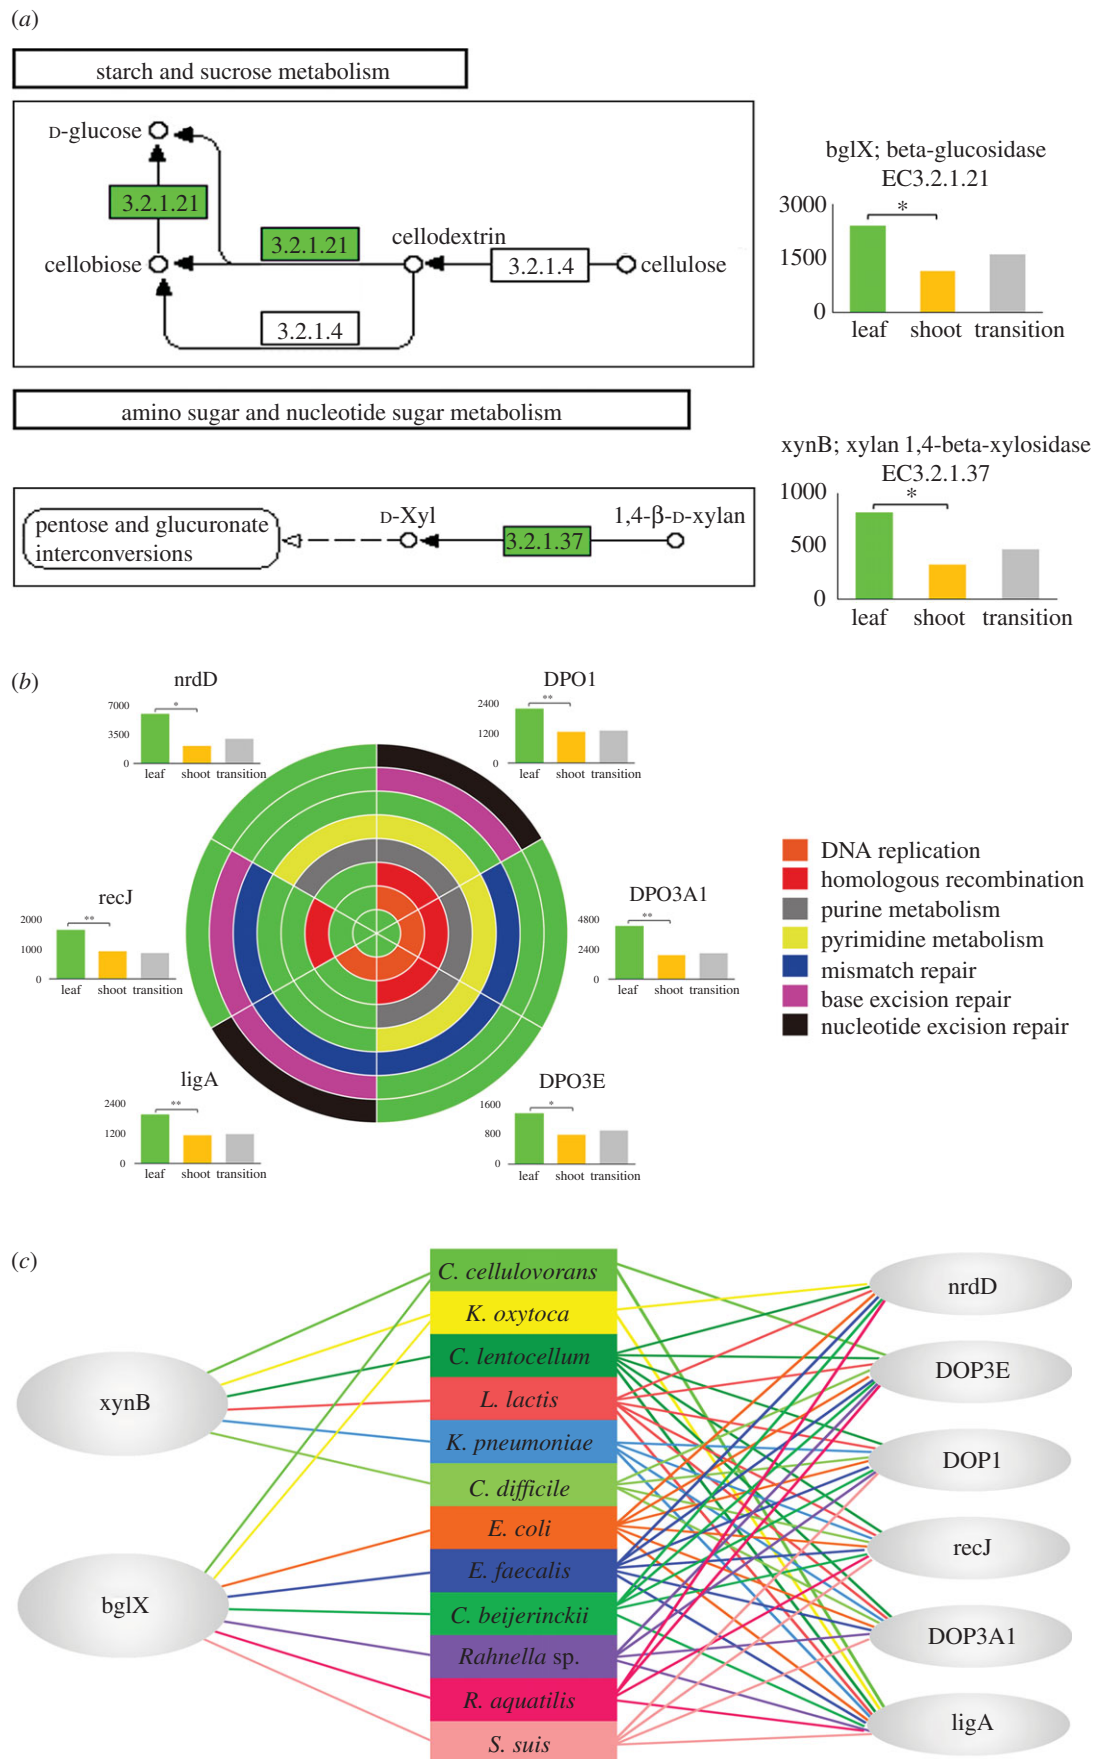 (a)
starch and sucrose metabolism
D-glucose
3.2.1.21
3.2.1.21
cellodextrin
cellobiose
3.2.1.4
cellulose
3.2.1.4
bglX; beta-glucosidase
EC3.2.1.21
3000
*
1500
0
leaf shoot transition
amino sugar and nucleotide sugar metabolism
pentose and glucuronate
interconversions
D-Xyl
3.2.1.37
1,4-β-D-xylan
xynB; xylan 1,4-beta-xylosidase
EC3.2.1.37
1000
*
500
0
leaf shoot transition
(b)
nrdD
7000
*
3500
0
leaf shoot transition
DPO1
2400
**
1200
0
leaf shoot transition
recJ
2000
**
1000
0
leaf shoot transition
DPO3A1
4800
**
2400
0
leaf shoot transition
ligA
2400
**
1200
0
leaf shoot transition
DPO3E
1600
*
800
0
leaf shoot transition
DNA replication
homologous recombination
purine metabolism
pyrimidine metabolism
mismatch repair
base excision repair
nucleotide excision repair
(c)
xynB
bglX
C. cellulovorans
K. oxytoca
C. lentocellum
L. lactis
K. pneumoniae
C. difficile
E. coli
E. faecalis
C. beijerinckii
Rahnella sp.
R. aquatilis
S. suis
nrdD
DOP3E
DOP1
recJ
DOP3A1
ligA